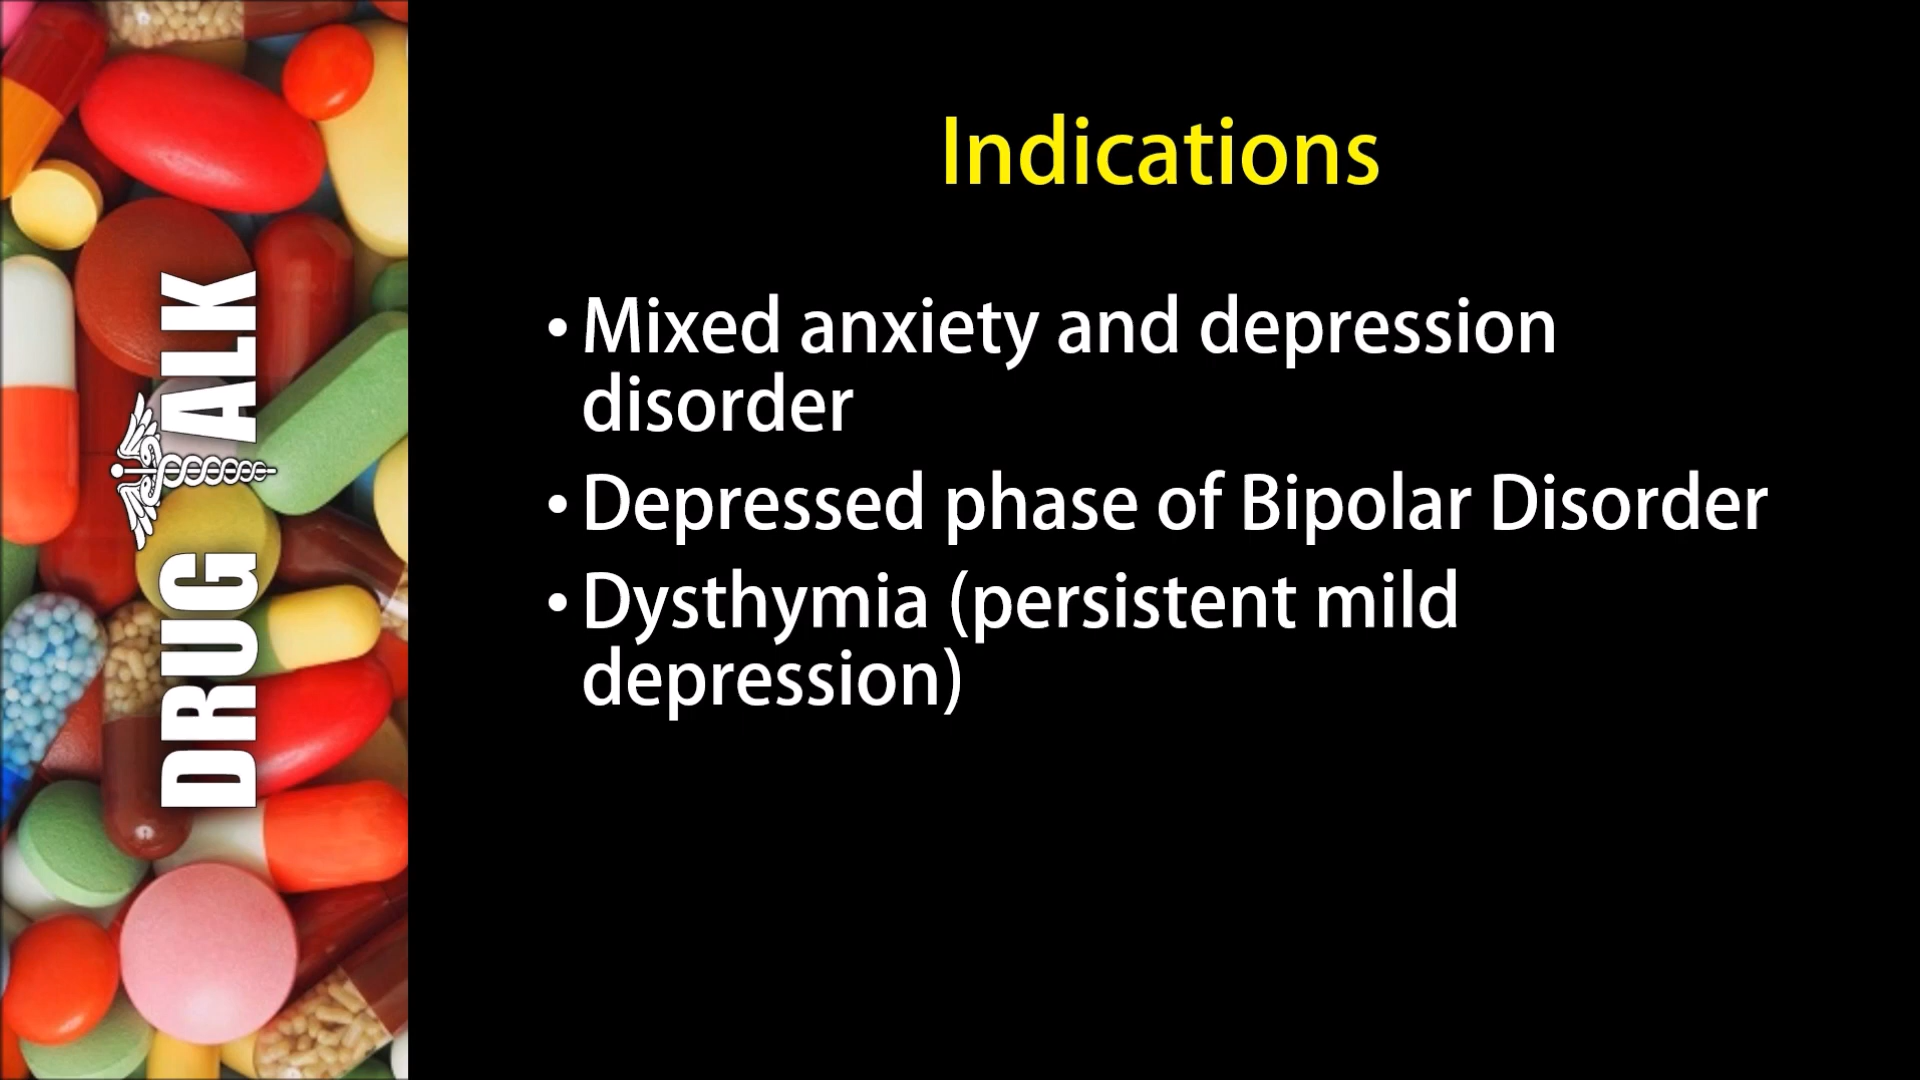 DRUG TALK
Indications
• Mixed anxiety and depression
disorder
• Depressed phase of Bipolar Disorder
• Dysthymia (persistent mild
depression)